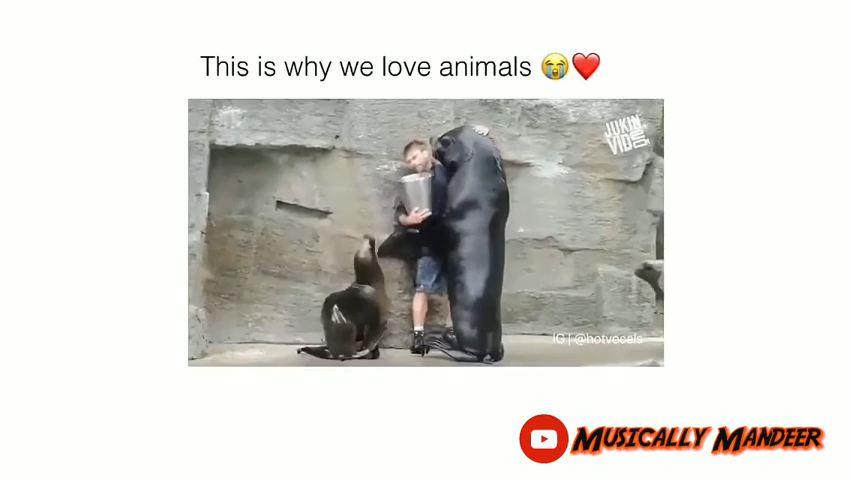 This is why we love animals 😭❤️
JUKIN
VIDEO
IG | @hotvocals
MUSICALLY MANDEER